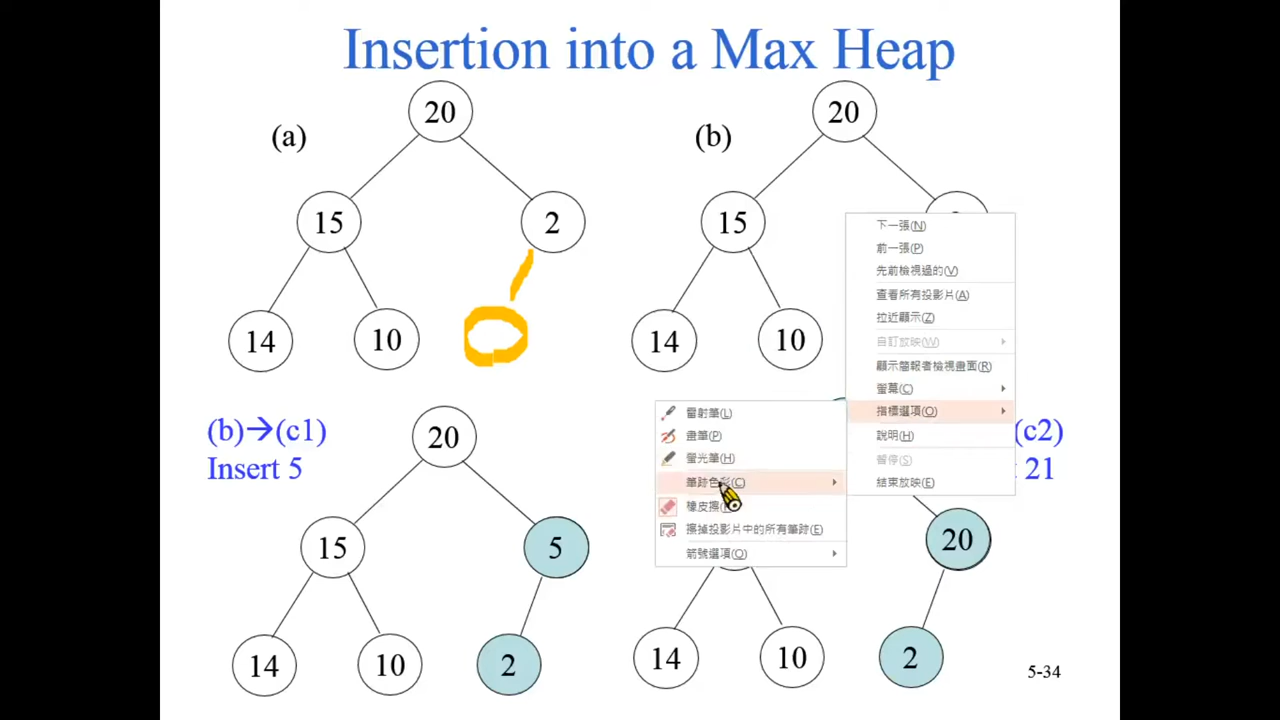 Insertion into a Max Heap
(a)
20
15
2
14
10
(b)
20
15
14
10
下一張(N)
前一張(P)
先前檢視過的(V)
查看所有投影片(A)
拉近顯示(Z)
自訂放映(W)
顯示簡報者檢視畫面(R)
螢幕(C)
指標選項(O)
說明(H)
暫停(S)
結束放映(E)
雷射筆(L)
畫筆(P)
螢光筆(H)
筆跡色彩(C)
橡皮擦
擦掉投影片中的所有筆跡(E)
箭號選項(O)
(b)→(c1)
Insert 5
20
15
5
14
10
2
(c2)
21
20
14
10
2
5-34